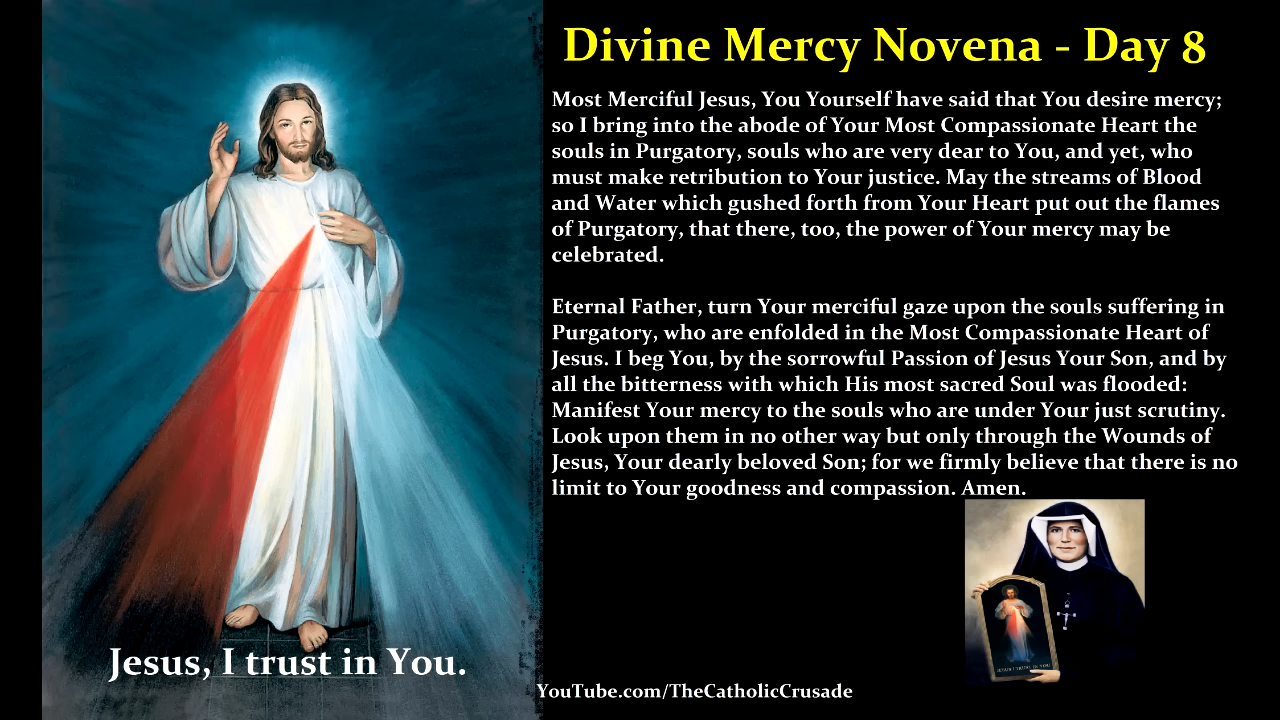 Divine Mercy Novena - Day 8
Most Merciful Jesus, You Yourself have said that You desire mercy;
so I bring into the abode of Your Most Compassionate Heart the
souls in Purgatory, souls who are very dear to You, and yet, who
must make retribution to Your justice. May the streams of Blood
and Water which gushed forth from Your Heart put out the flames
of Purgatory, that there, too, the power of Your mercy may be
celebrated.
Eternal Father, turn Your merciful gaze upon the souls suffering in
Purgatory, who are enfolded in the Most Compassionate Heart of
Jesus. I beg You, by the sorrowful Passion of Jesus Your Son, and by
all the bitterness with which His most sacred Soul was flooded:
Manifest Your mercy to the souls who are under Your just scrutiny.
Look upon them in no other way but only through the Wounds of
Jesus, Your dearly beloved Son; for we firmly believe that there is no
limit to Your goodness and compassion. Amen.
JESUS I TRUST IN YOU
Jesus, I trust in You.
YouTube.com/TheCatholicCrusade